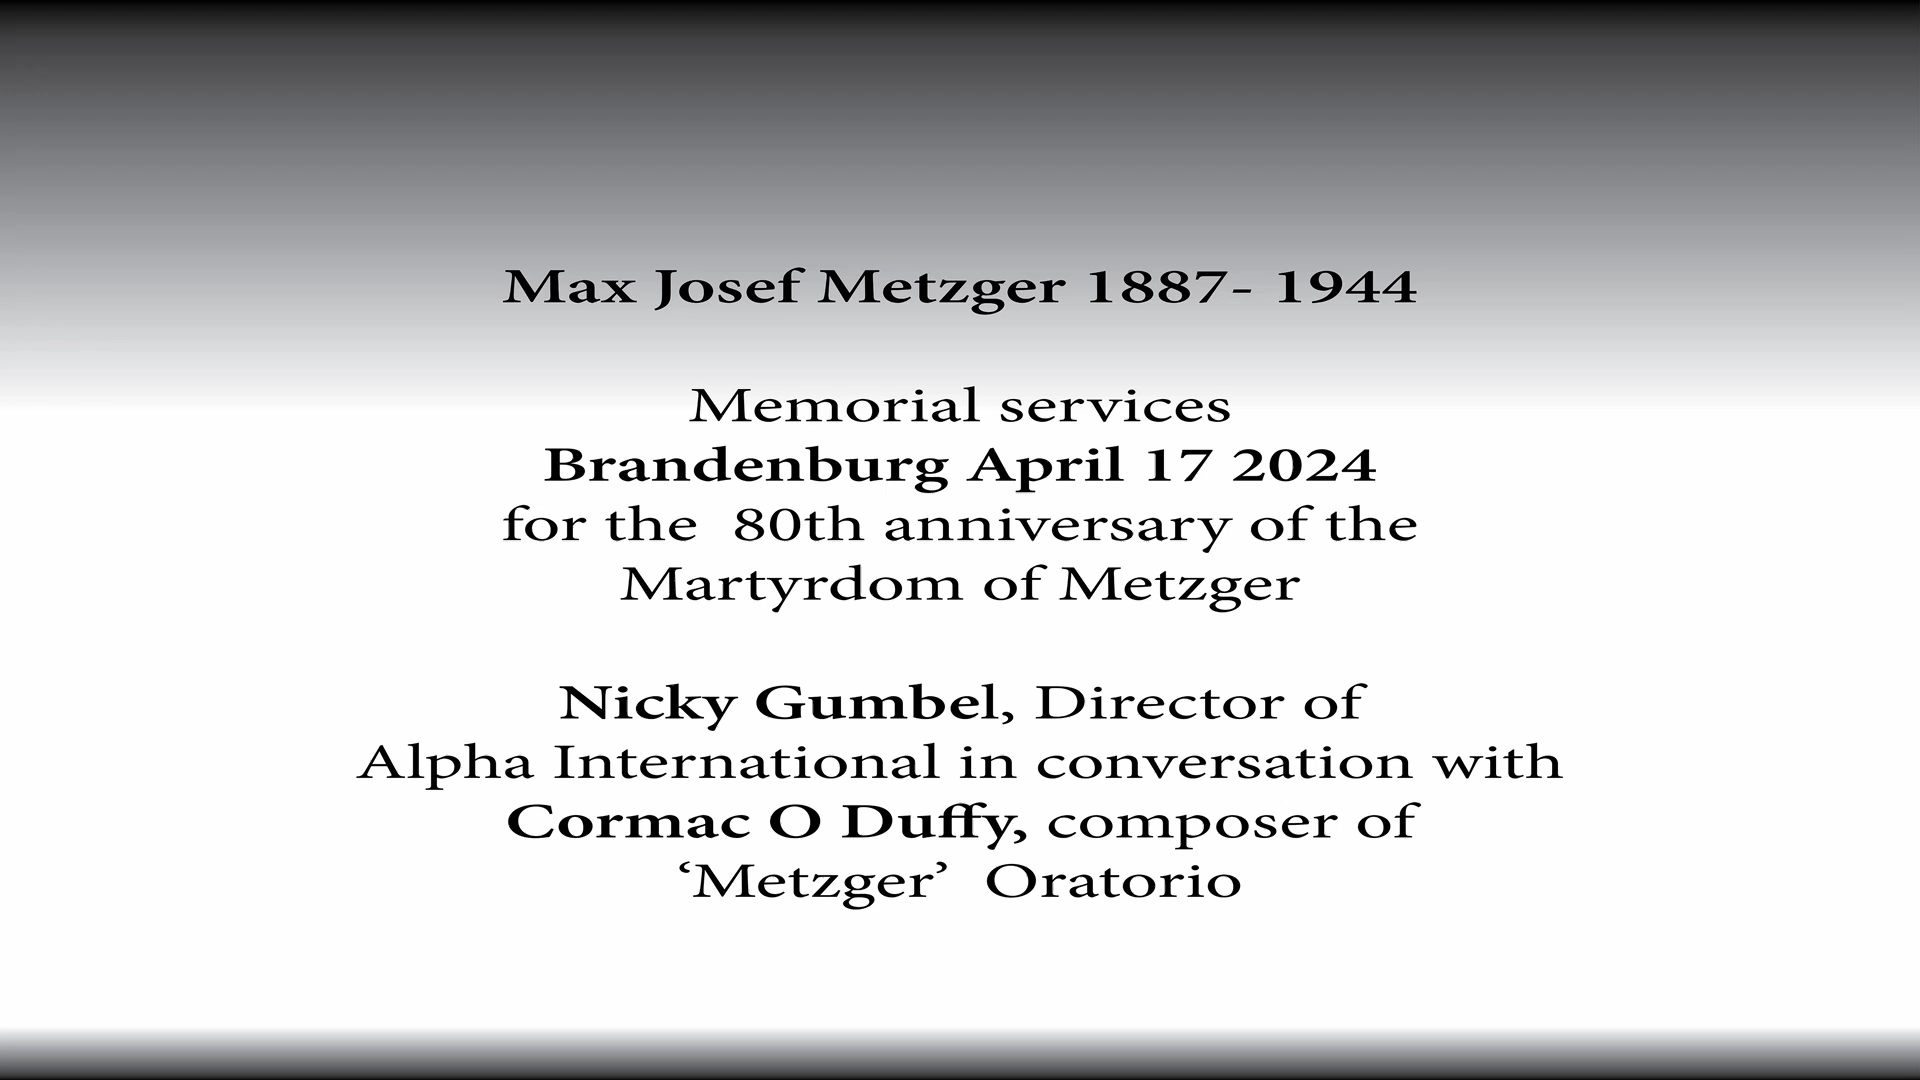 Max Josef Metzger 1887- 1944
Memorial services
Brandenburg April 17 2024
for the  80th anniversary of the
Martyrdom of Metzger
Nicky Gumbel, Director of
Alpha International in conversation with
Cormac O Duffy, composer of
‘Metzger’  Oratorio